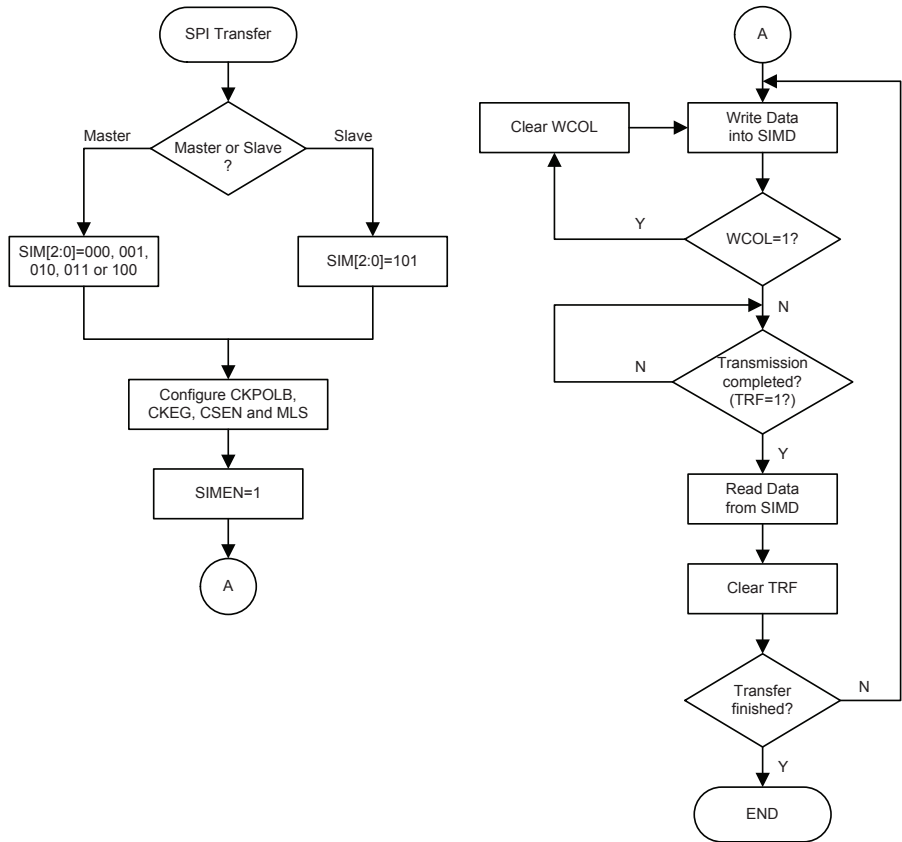 SPI Transfer
Master or Slave
?
Master
Slave
SIM[2:0]=000, 001,
010, 011 or 100
SIM[2:0]=101
Configure CKPOLB,
CKEG, CSEN and MLS
SIMEN=1
A
A
Write Data
into SIMD
Clear WCOL
WCOL=1?
Y
N
Transmission
completed?
(TRF=1?)
N
Y
Read Data
from SIMD
Clear TRF
Transfer
finished?
N
Y
END